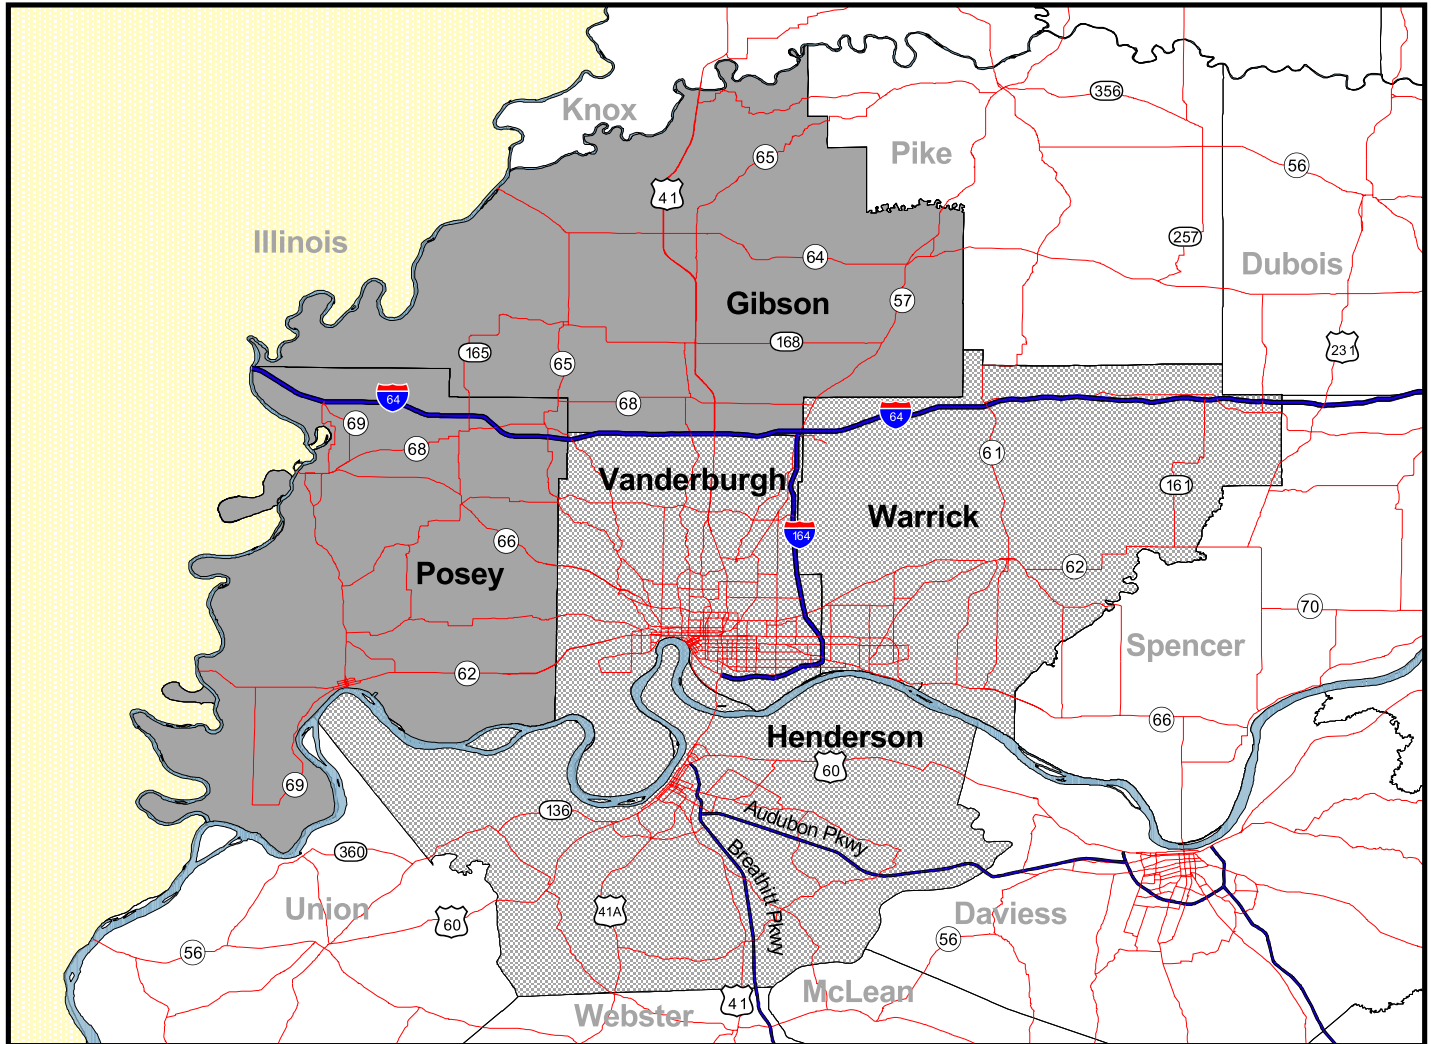 356
Knox
65
Pike
56
41
257
Illinois
64
Dubois
57
Gibson
168
231
165
65
64
68
64
69
68
61
Vanderburgh
161
Warrick
164
66
62
Posey
70
Spencer
62
66
Henderson
60
69
136
Audubon Pkwy
360
Breathitt Pkwy
Union
41A
60
Daviess
56
56
McLean
41
Webster